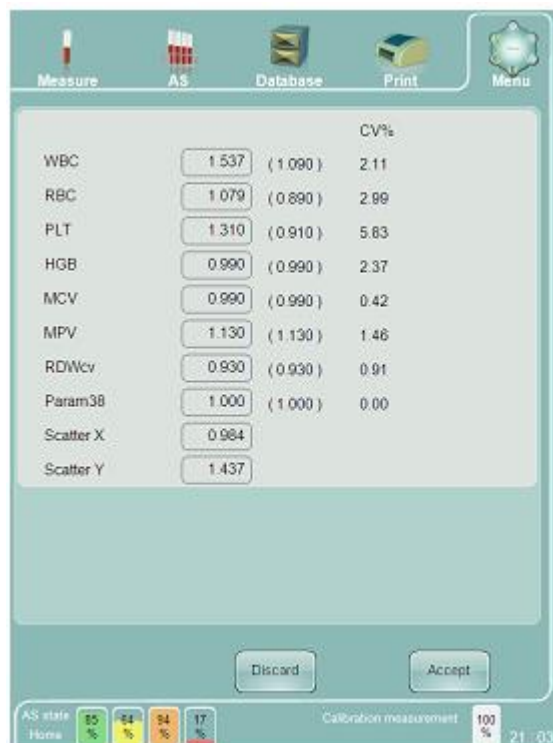 Measure AS Database Print Menu
CV%
WBC 1.537 (1.090) 2.11
RBC 1.079 (0.890) 2.99
PLT 1.310 (0.910) 5.83
HGB 0.990 (0.990) 2.37
MCV 0.990 (0.990) 0.42
MPV 1.130 (1.130) 1.46
RDWcv 0.930 (0.930) 0.91
Param38 1.000 (1.000) 0.00
Scatter X 0.984
Scatter Y 1.437
Discard Accept
AS state 85 64 94 17 Calibration measurement 100
Home % % % % % 21 03